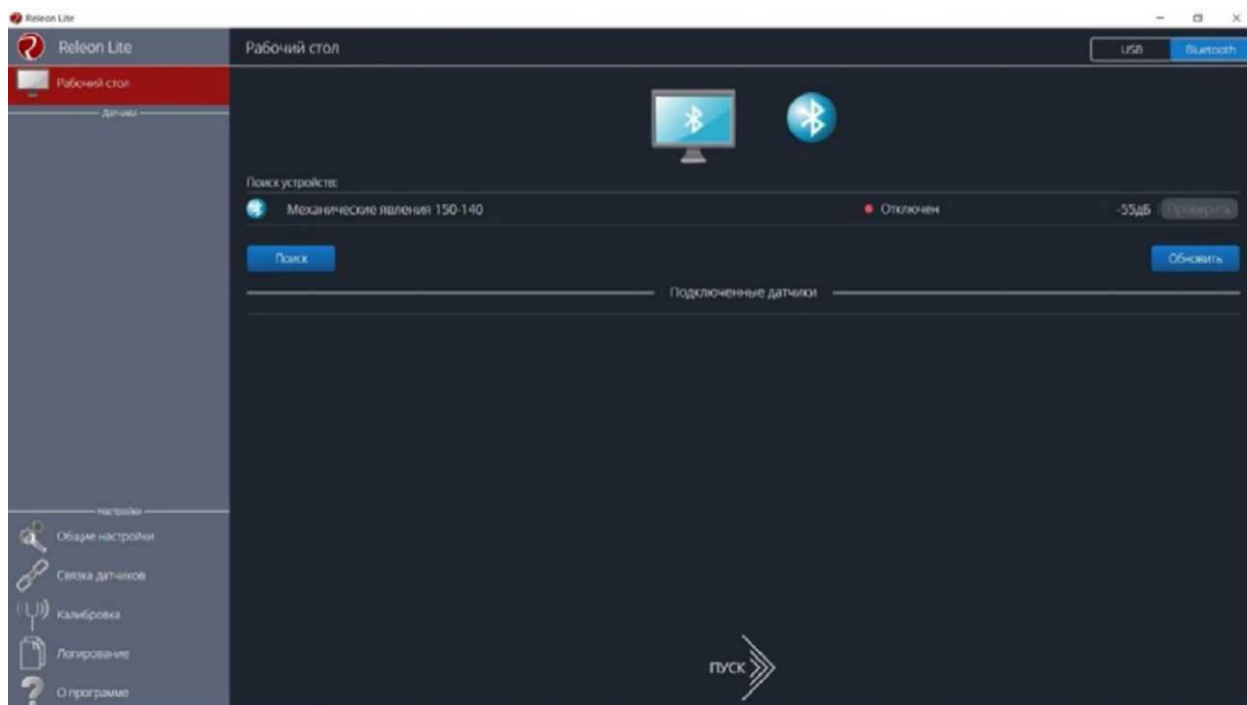 Releon Lite
Releon Lite
Рабочий стол
USB
Bluetooth
Рабочий стол
Датчики
Поиск устройств:
Механические явления 150-140
Отключен
-55дБ
Проверить
Поиск
Обновить
Подключенные датчики
Настройки
Общие настройки
Связка датчиков
Калибровка
Логирование
О программе
ПУСК